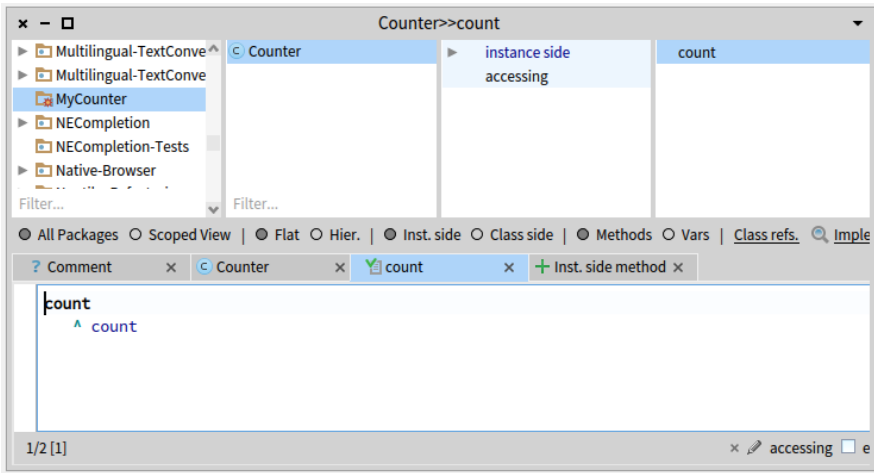 Counter>>count
Multilingual-TextConve
Multilingual-TextConve
MyCounter
NECompletion
NECompletion-Tests
Native-Browser
Filter...
Counter
Filter...
instance side
accessing
count
All Packages Scoped View | Flat Hier. | Inst. side Class side | Methods Vars | Class refs. Imple
? Comment × Counter × count × + Inst. side method ×
count
^ count
1/2 [1] × accessing e